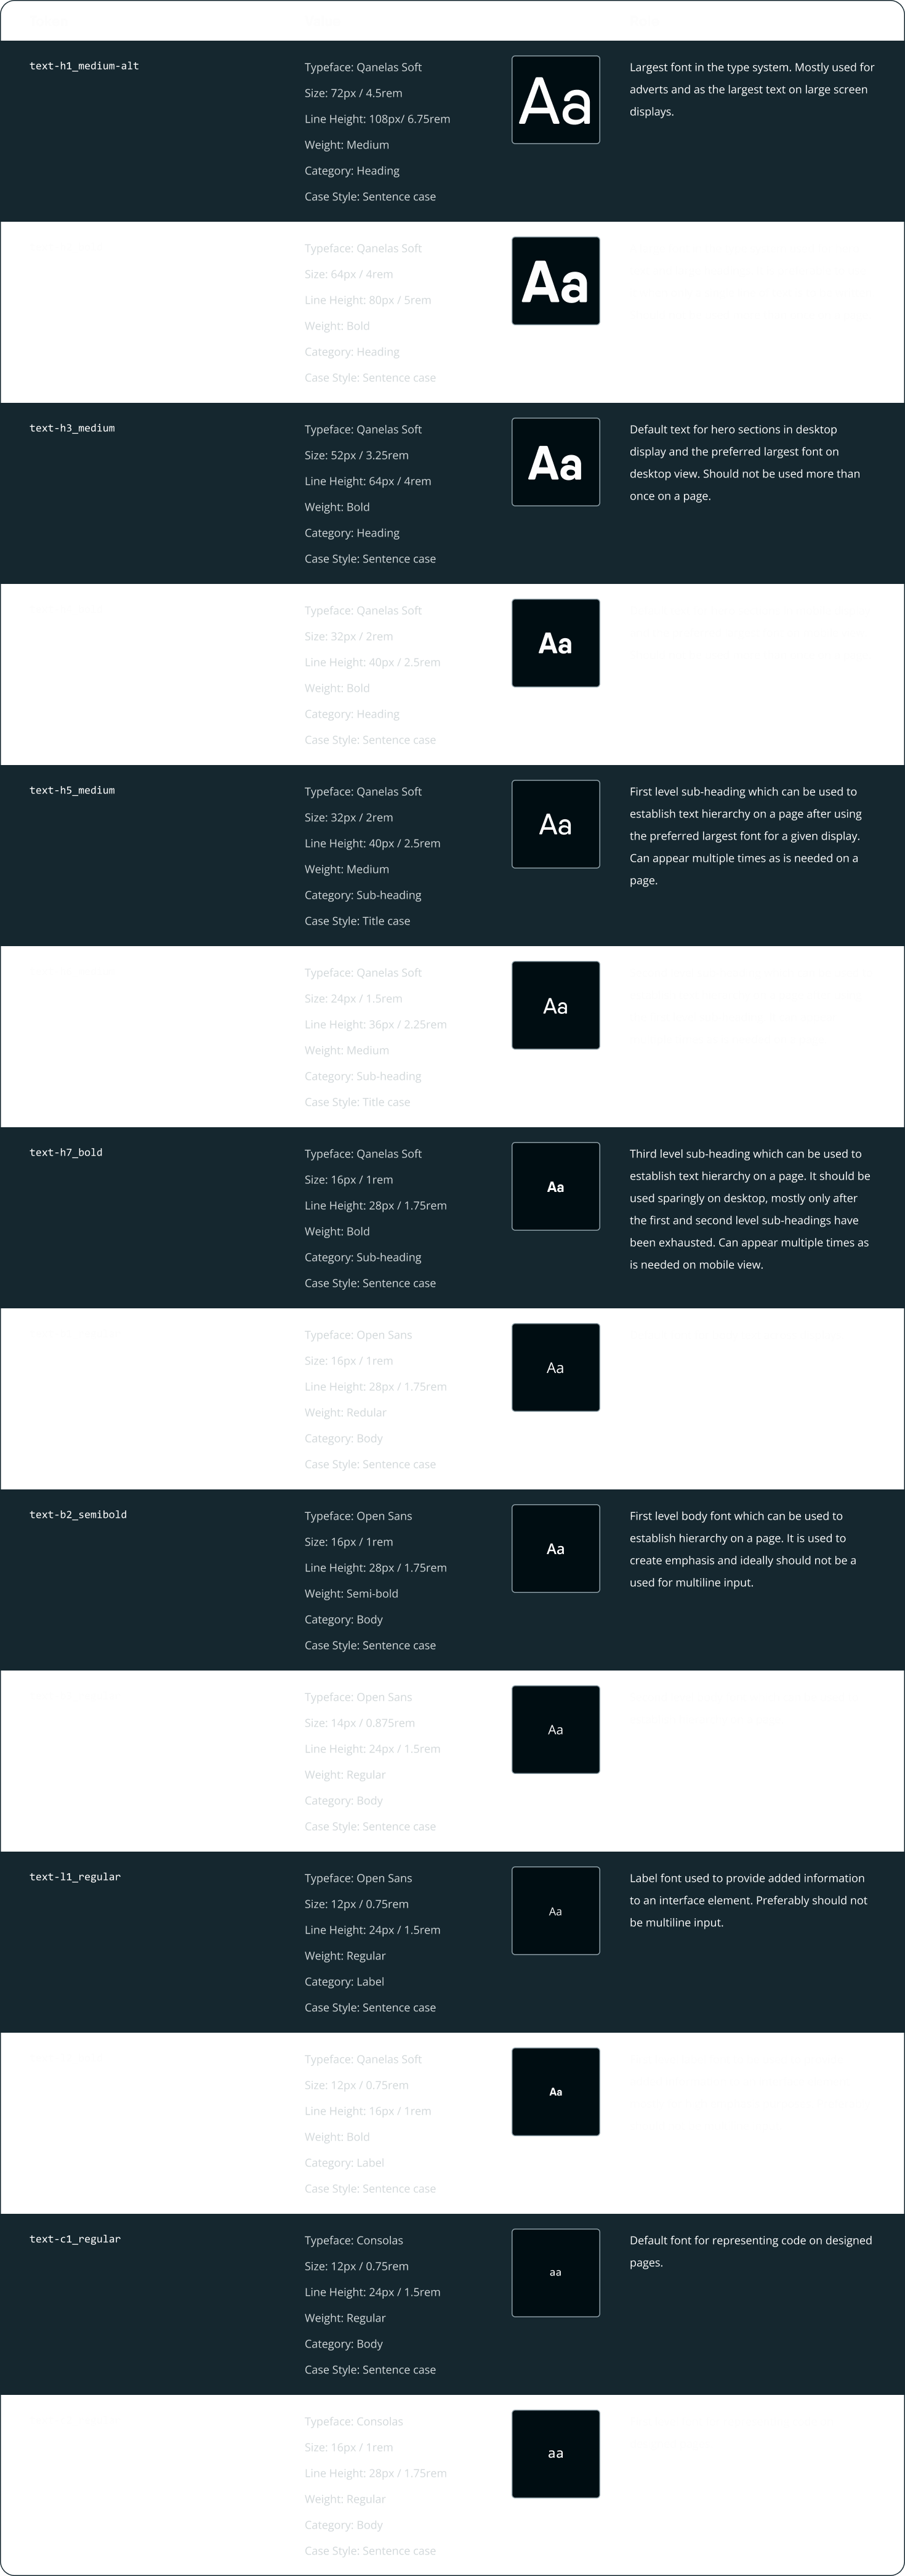 text-h1_medium-alt
Typeface: Qanelas Soft
Size: 72px / 4.5rem
Line Height: 108px/ 6.75rem
Weight: Medium
Category: Heading
Case Style: Sentence case
Aa
Largest font in the type system. Mostly used for
adverts and as the largest text on large screen
displays.
Typeface: Qanelas Soft
Size: 64px / 4rem
Line Height: 80px / 5rem
Weight: Bold
Category: Heading
Case Style: Sentence case
Aa
text-h3_medium
Typeface: Qanelas Soft
Size: 52px / 3.25rem
Line Height: 64px / 4rem
Weight: Bold
Category: Heading
Case Style: Sentence case
Aa
Default text for hero sections in desktop
display and the preferred largest font on
desktop view. Should not be used more than
once on a page.
Typeface: Qanelas Soft
Size: 32px / 2rem
Line Height: 40px / 2.5rem
Weight: Bold
Category: Heading
Case Style: Sentence case
Aa
text-h5_medium
Typeface: Qanelas Soft
Size: 32px / 2rem
Line Height: 40px / 2.5rem
Weight: Medium
Category: Sub-heading
Case Style: Title case
Aa
First level sub-heading which can be used to
establish text hierarchy on a page after using
the preferred largest font for a given display.
Can appear multiple times as is needed on a
page.
Typeface: Qanelas Soft
Size: 24px / 1.5rem
Line Height: 36px / 2.25rem
Weight: Medium
Category: Sub-heading
Case Style: Title case
Aa
text-h7_bold
Typeface: Qanelas Soft
Size: 16px / 1rem
Line Height: 28px / 1.75rem
Weight: Bold
Category: Sub-heading
Case Style: Sentence case
Aa
Third level sub-heading which can be used to
establish text hierarchy on a page. It should be
used sparingly on desktop, mostly only after
the first and second level sub-headings have
been exhausted. Can appear multiple times as
is needed on mobile view.
Typeface: Open Sans
Size: 16px / 1rem
Line Height: 28px / 1.75rem
Weight: Redular
Category: Body
Case Style: Sentence case
Aa
text-b2_semibold
Typeface: Open Sans
Size: 16px / 1rem
Line Height: 28px / 1.75rem
Weight: Semi-bold
Category: Body
Case Style: Sentence case
Aa
First level body font which can be used to
establish hierarchy on a page. It is used to
create emphasis and ideally should not be a
used for multiline input.
Typeface: Open Sans
Size: 14px / 0.875rem
Line Height: 24px / 1.5rem
Weight: Regular
Category: Body
Case Style: Sentence case
Aa
text-l1_regular
Typeface: Open Sans
Size: 12px / 0.75rem
Line Height: 24px / 1.5rem
Weight: Regular
Category: Label
Case Style: Sentence case
Aa
Label font used to provide added information
to an interface element. Preferably should not
be multiline input.
Typeface: Qanelas Soft
Size: 12px / 0.75rem
Line Height: 16px / 1rem
Weight: Bold
Category: Label
Case Style: Sentence case
Aa
text-c1_regular
Typeface: Consolas
Size: 12px / 0.75rem
Line Height: 24px / 1.5rem
Weight: Regular
Category: Body
Case Style: Sentence case
aa
Default font for representing code on designed
pages.
Typeface: Consolas
Size: 16px / 1rem
Line Height: 28px / 1.75rem
Weight: Regular
Category: Body
Case Style: Sentence case
aa